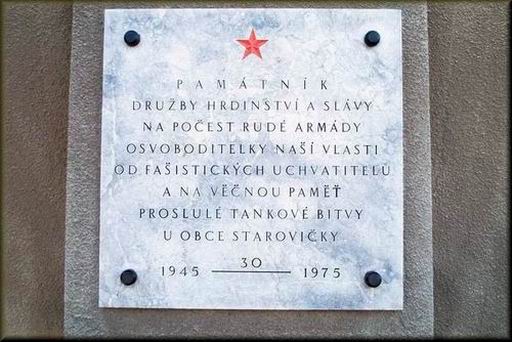 PAMÁTNÍK
DRUŽBY HRDINSTVÍ A SLÁVY
NA POČEST RUDÉ ARMÁDY
OSVOBODITELKY NAŠÍ VLASTI
OD FAŠISTICKÝCH UCHVATITELŮ
A NA VĚČNOU PAMĚŤ
PROSLULÉ TANKOVÉ BITVY
U OBCE STAROVIČKY
30
1945 — 1975